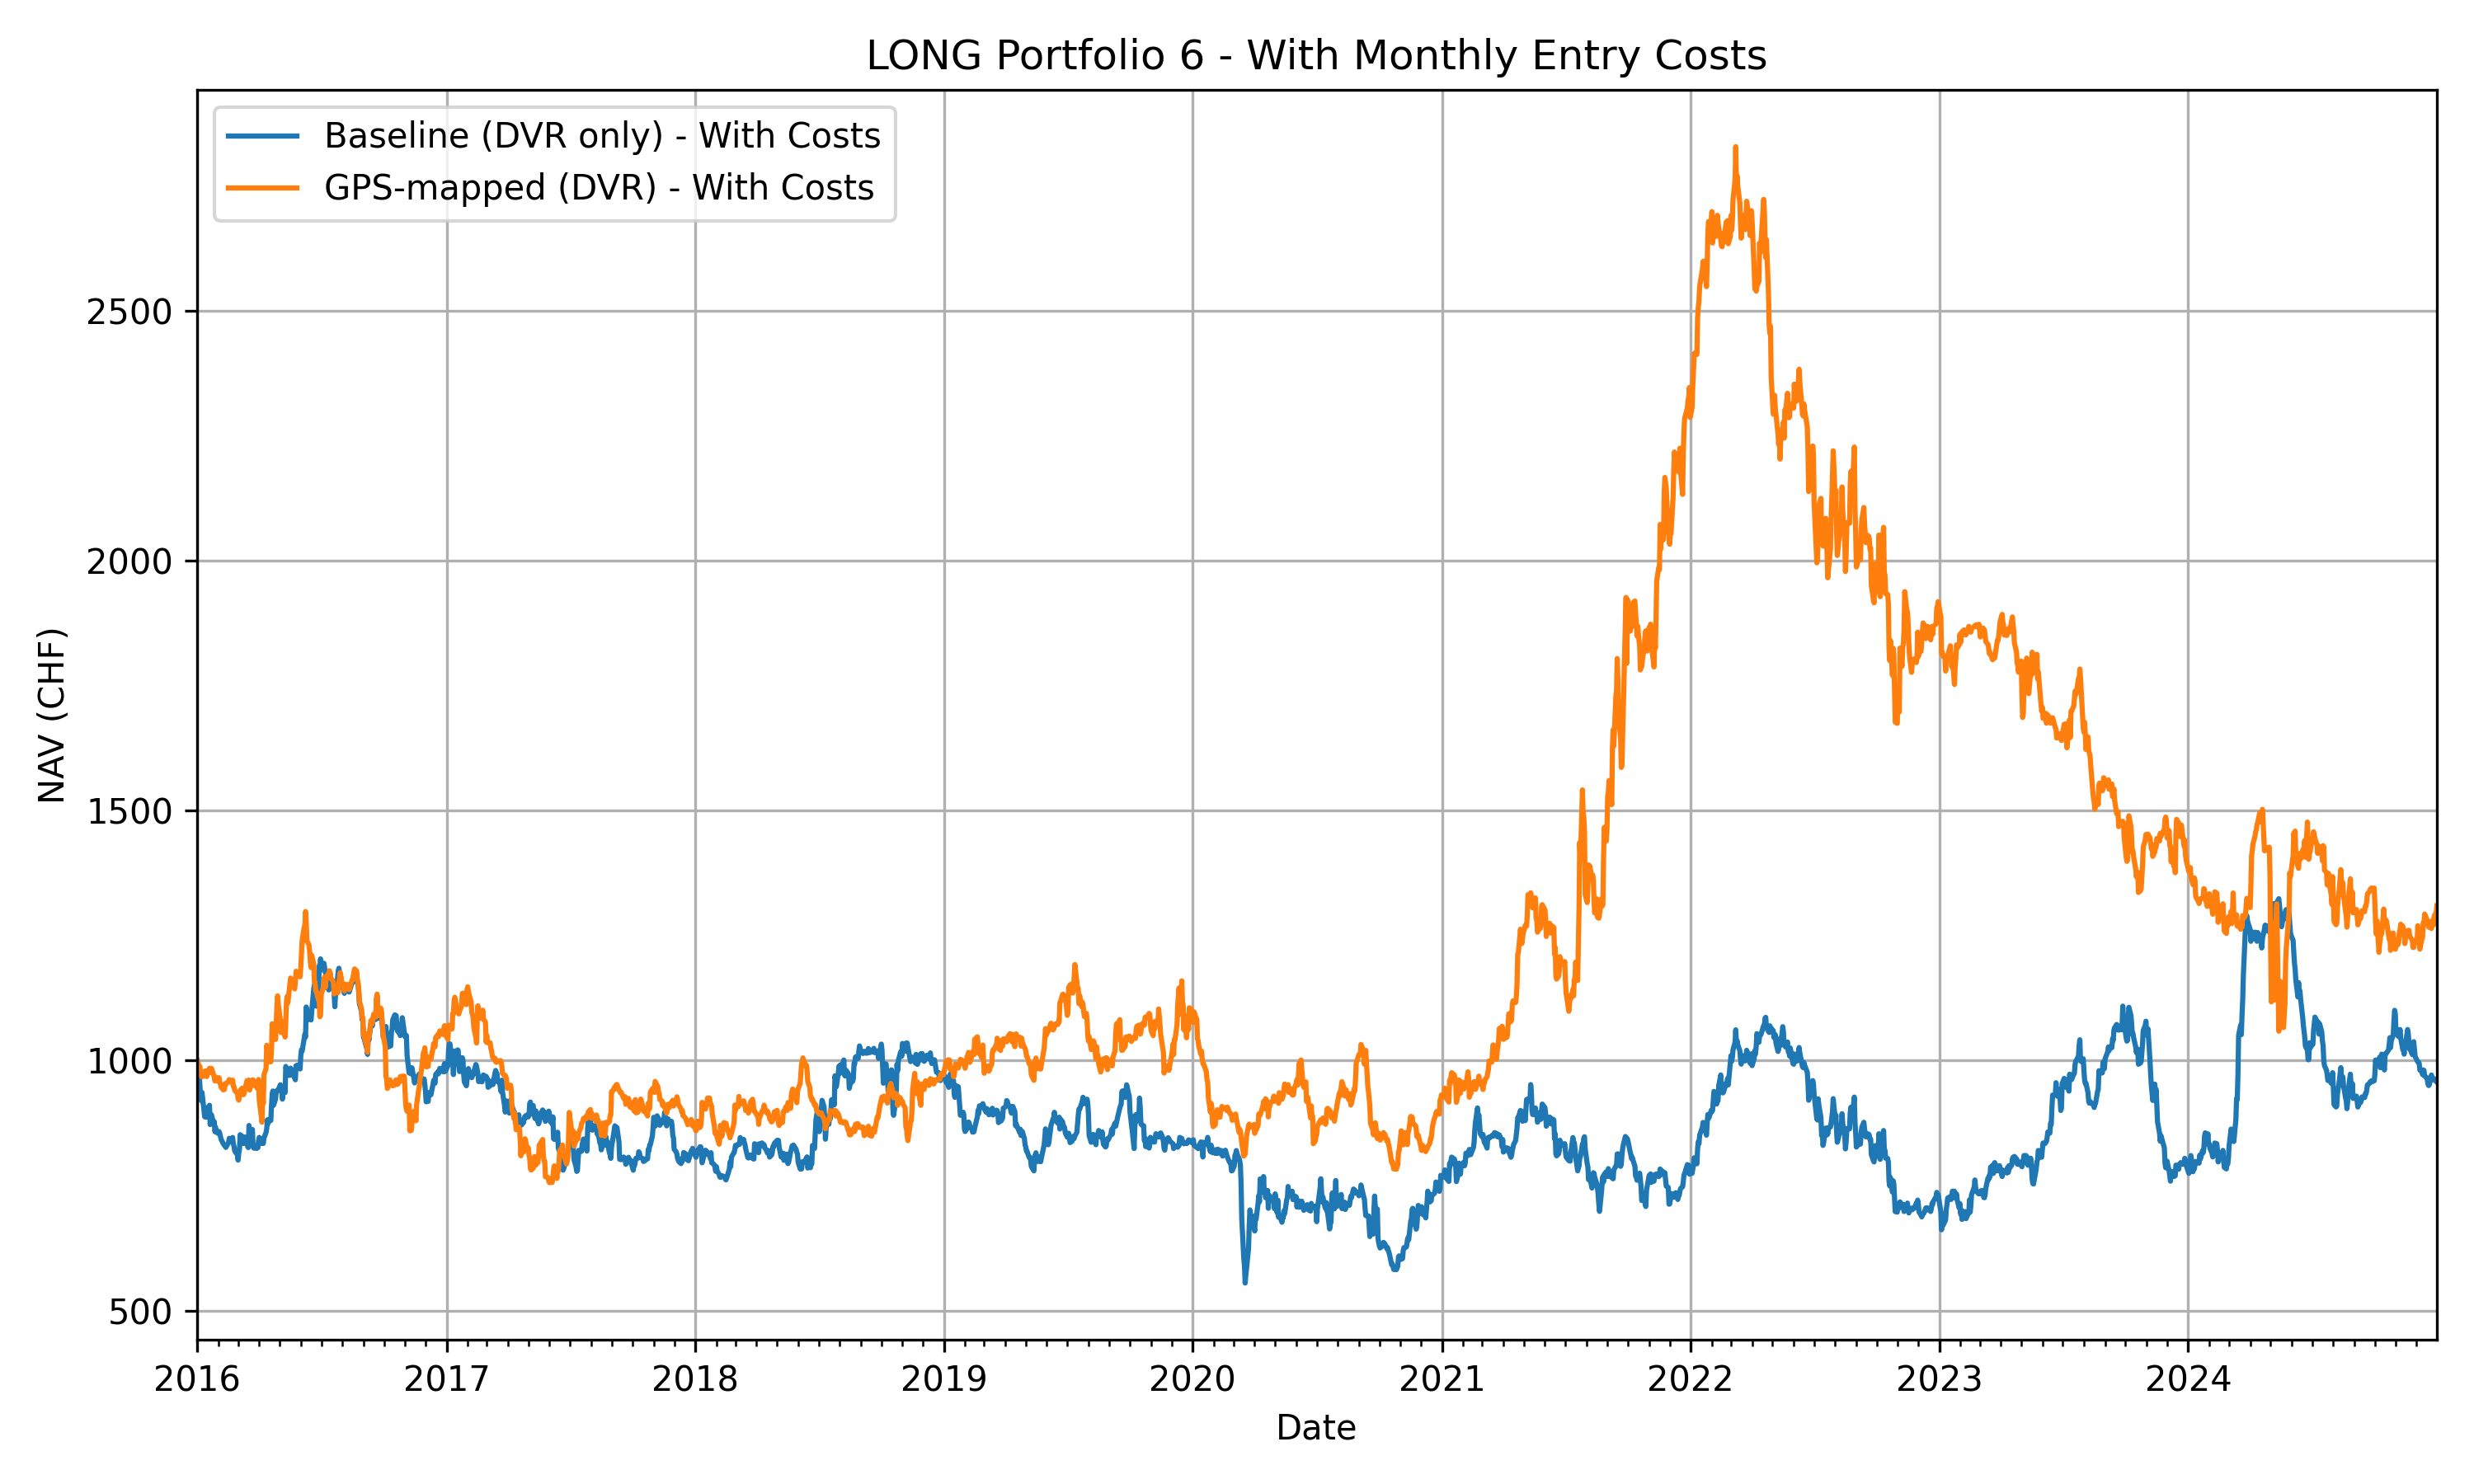 LONG Portfolio 6 - With Monthly Entry Costs
Baseline (DVR only) - With Costs
GPS-mapped (DVR) - With Costs
NAV (CHF)
2500
2000
1500
1000
500
2016 2017 2018 2019 2020 2021 2022 2023 2024
Date